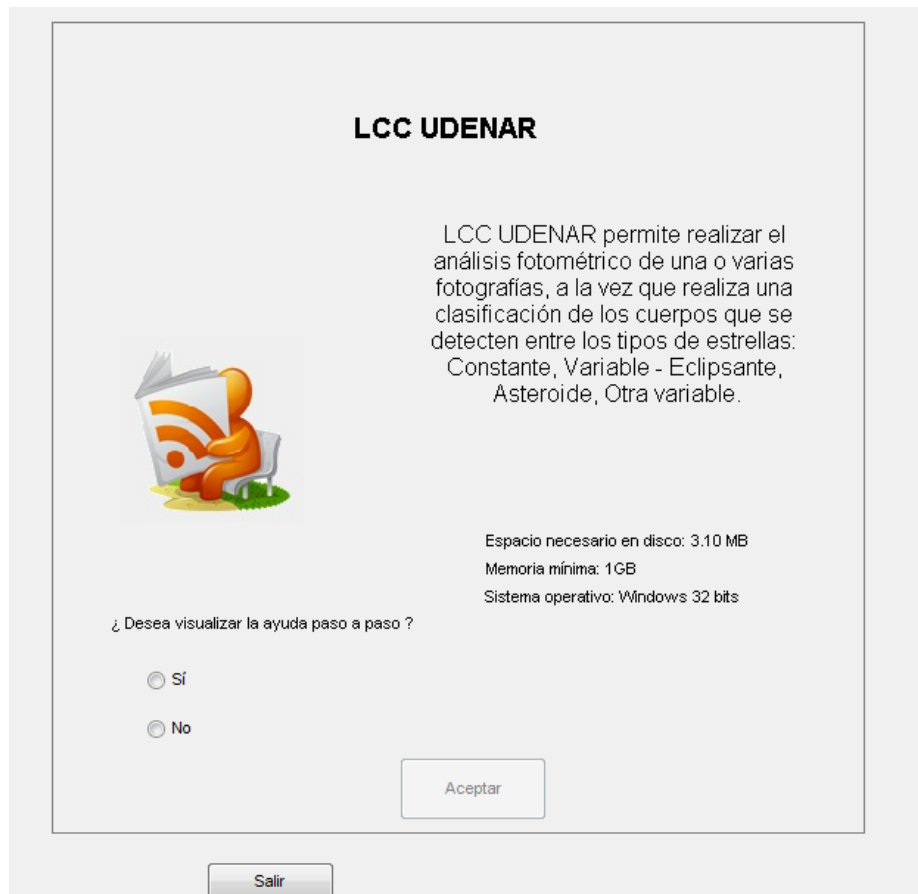 LCC UDENAR
LCC UDENAR permite realizar el
análisis fotométrico de una o varias
fotografías, a la vez que realiza una
clasificación de los cuerpos que se
detecten entre los tipos de estrellas:
Constante, Variable - Eclipsante,
Asteroide, Otra variable.
Espacio necesario en disco: 3.10 MB
Memoria mínima: 1GB
Sistema operativo: Windows 32 bits
¿ Desea visualizar la ayuda paso a paso ?
Sí
No
Aceptar
Salir